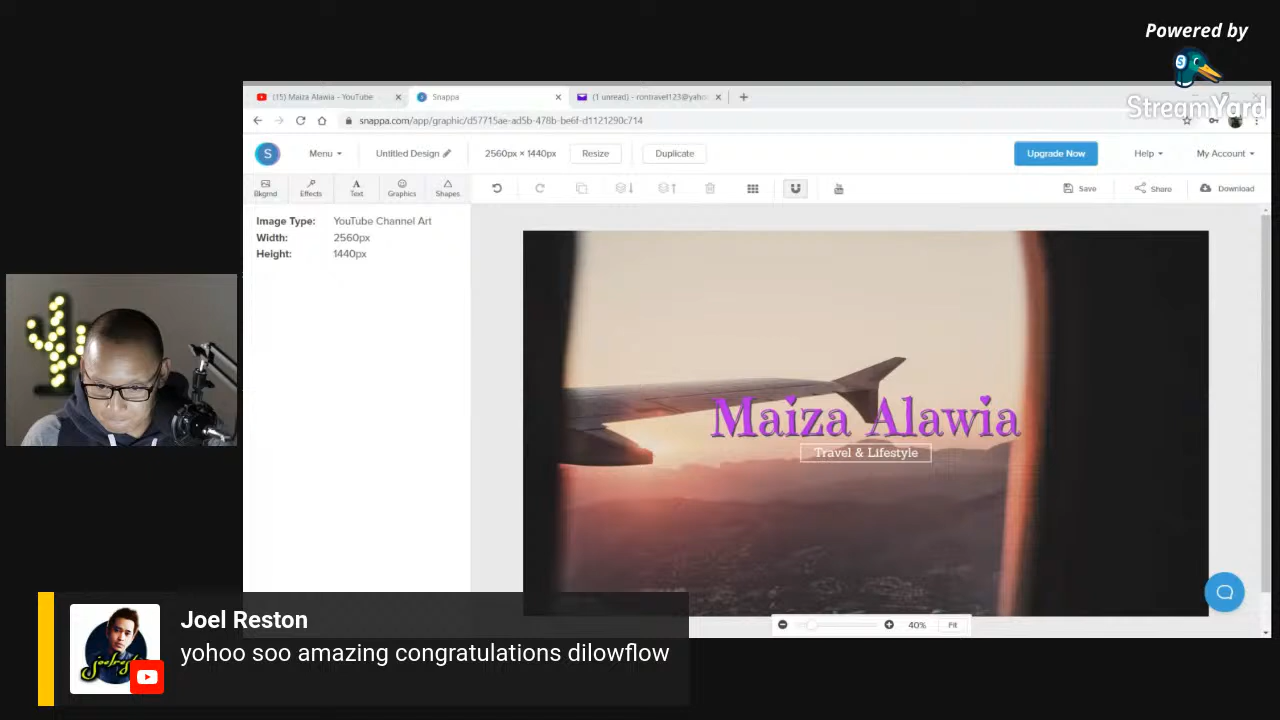 Powered by
StreamYard
(15) Maiza Alawia - YouTube
Snappa
(1 unread) - rontravel123@yaho
snappa.com/app/graphic/d57715ae-ad5b-478b-be6f-d1121290c714
S
Menu
Untitled Design
2560px × 1440px
Resize
Duplicate
Upgrade Now
Help
My Account
Bkgrnd
Effects
Text
Graphics
Shapes
Save
Share
Download
Image Type: YouTube Channel Art
Width: 2560px
Height: 1440px
Maiza Alawia
Travel & Lifestyle
40%
Fit
Joel Reston
yohoo soo amazing congratulations dilowflow